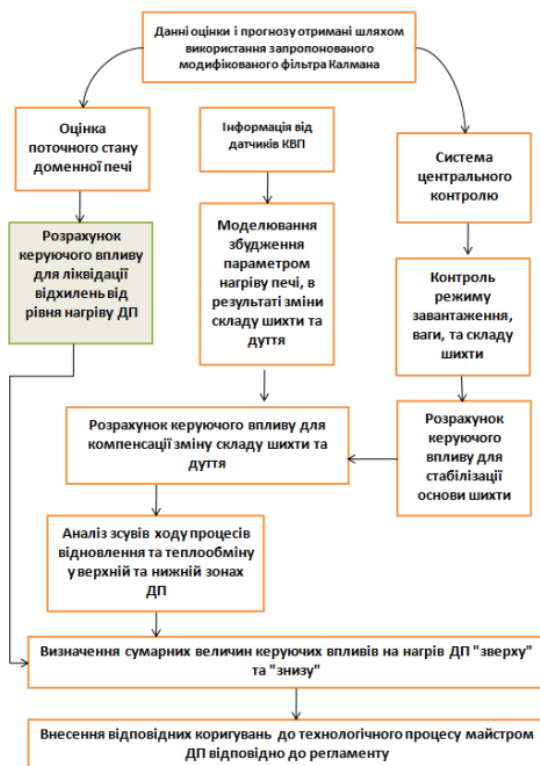 Данні оцінки і прогнозу отримані шляхом
використання запропонованого
модифікованого фільтра Калмана
Оцінка
поточного стану
доменної печі
Інформація від
датчиків КВП
Система
центрального
контролю
Розрахунок
керуючого впливу
для ліквідації
відхилень від
рівня нагріву ДП
Моделювання
збудження
параметром
нагріву печі, в
результаті зміни
складу шихти та
дуття
Контроль
режиму
завантаження,
ваги, та складу
шихти
Розрахунок керуючого впливу для
компенсації зміну складу шихти та
дуття
Розрахунок
керуючого
впливу для
стабілізації
основи шихти
Аналіз зсувів ходу процесів
відновлення та теплообміну
у верхній та нижній зонах
ДП
Визначення сумарних величин керуючих впливів на нагрів ДП "зверху"
та "знизу"
Внесення відповідних коригувань до технологічного процесу майстром
ДП відповідно до регламенту